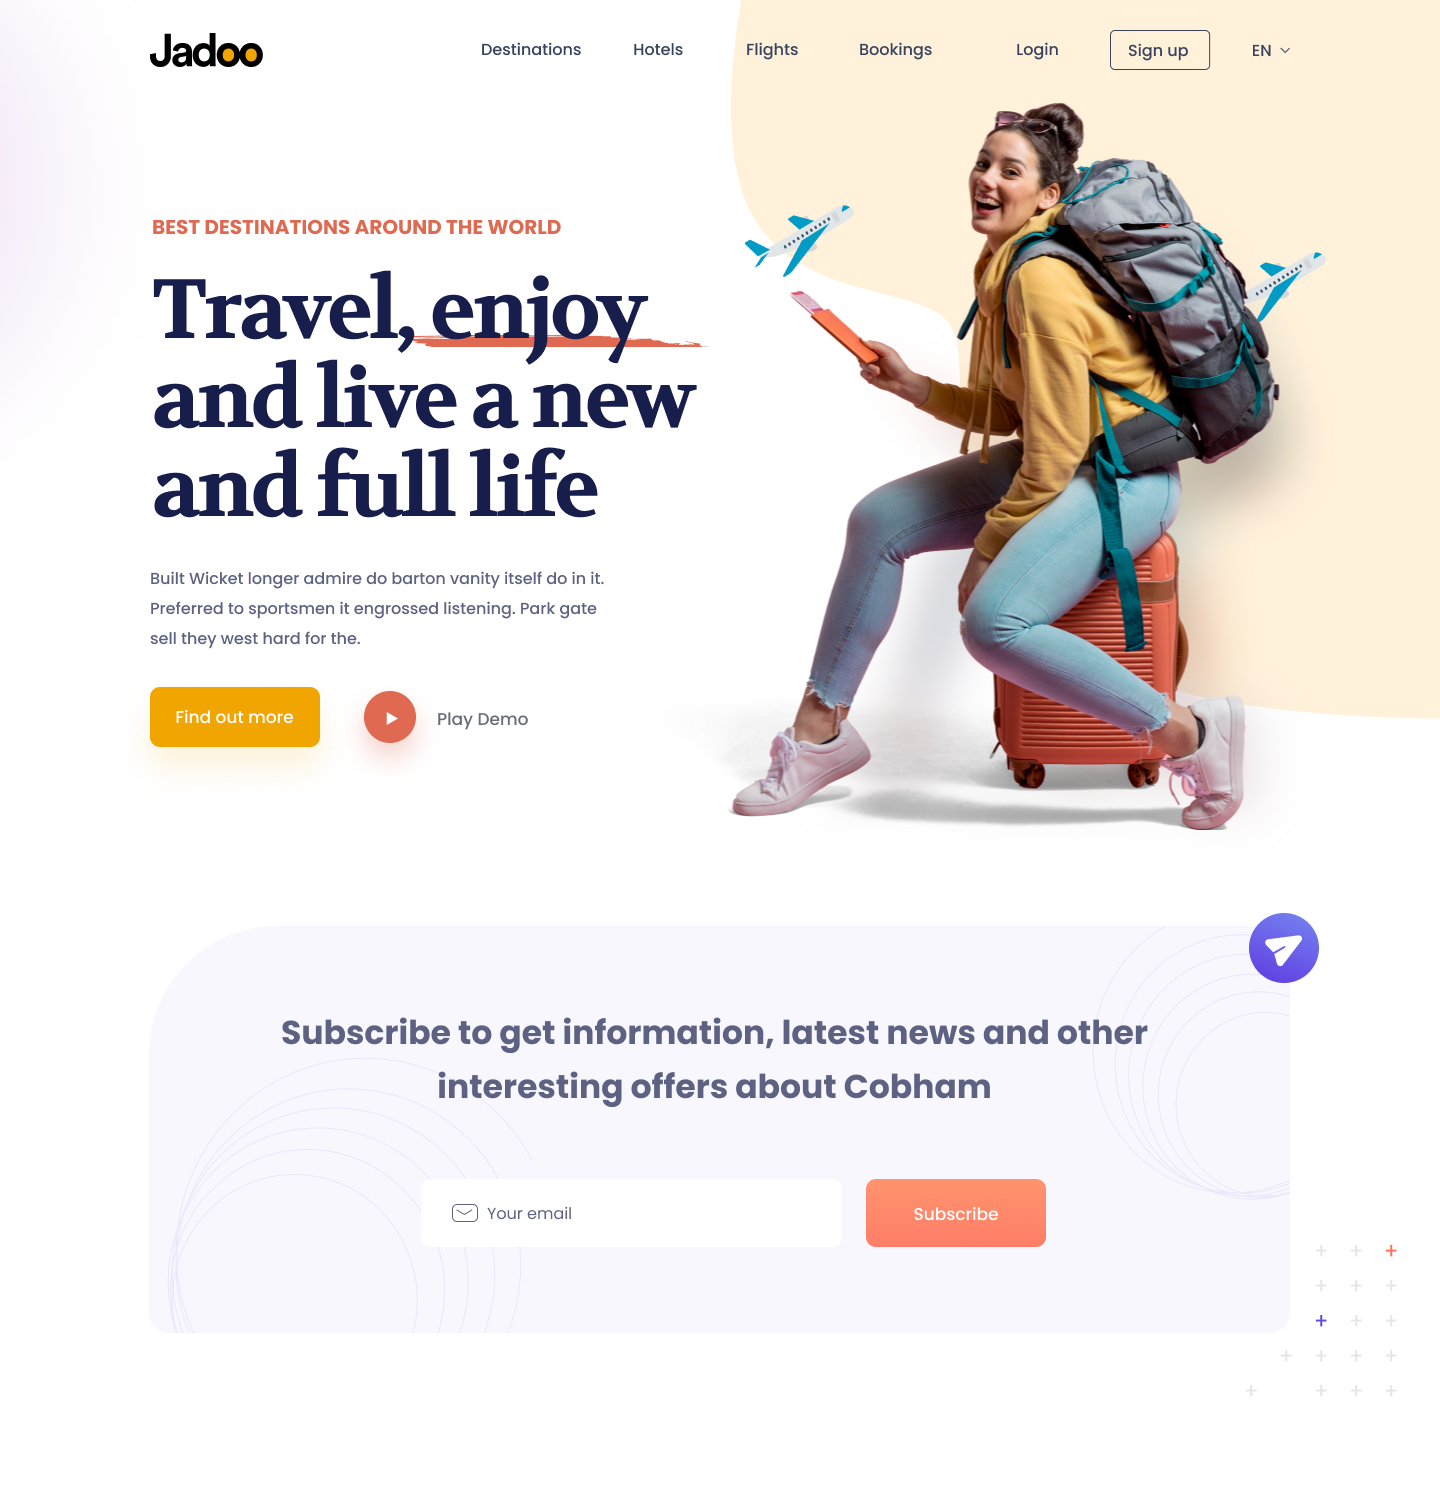 Jadoo
Destinations
Hotels
Flights
Bookings
Login
Sign up
EN
BEST DESTINATIONS AROUND THE WORLD
Travel, enjoy
and live a new
and full life
Built Wicket longer admire do barton vanity itself do in it.
Preferred to sportsmen it engrossed listening. Park gate
sell they west hard for the.
Find out more
Play Demo
Subscribe to get information, latest news and other
interesting offers about Cobham
Your email
Subscribe